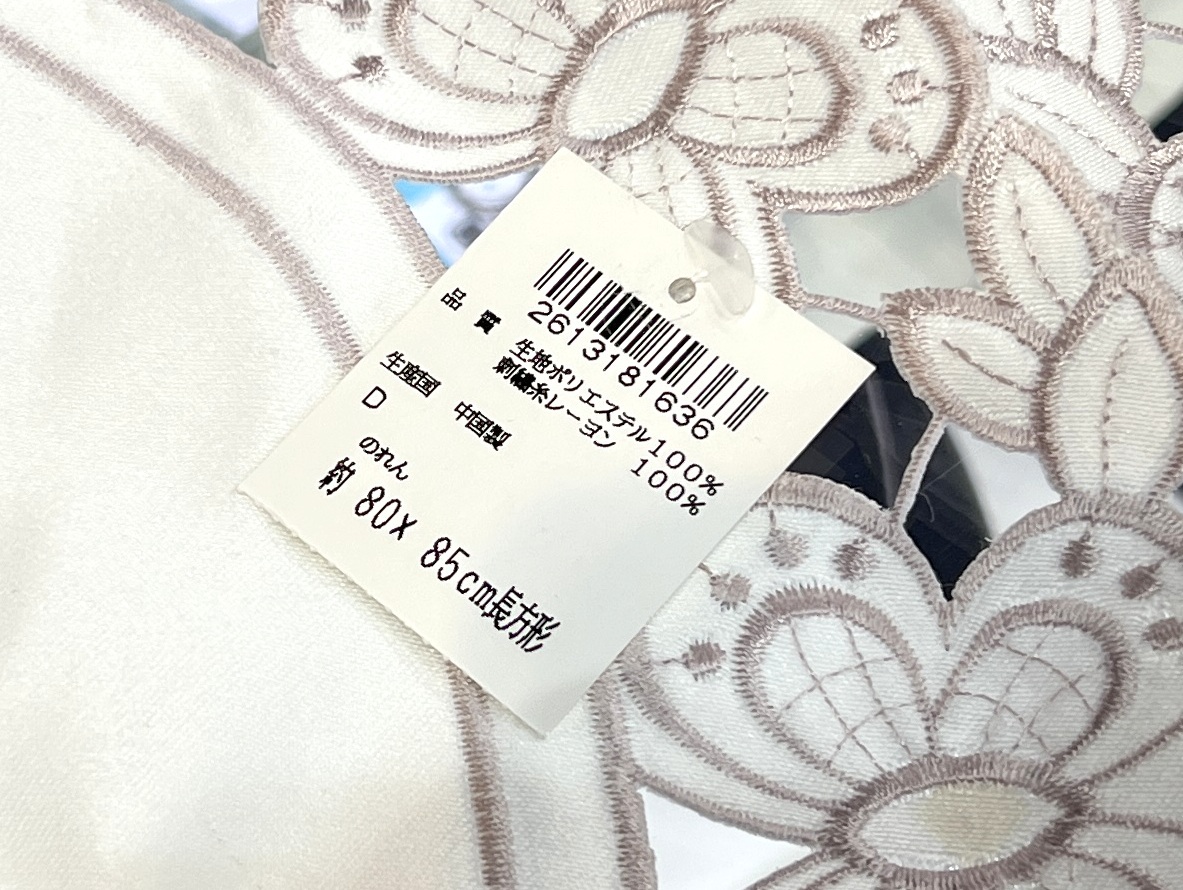 2613181636
品 質 生地ポリエステル100%
刺繍糸レーヨン 100%
生産国 中国製
D
のれん
約 80x 85cm長方形